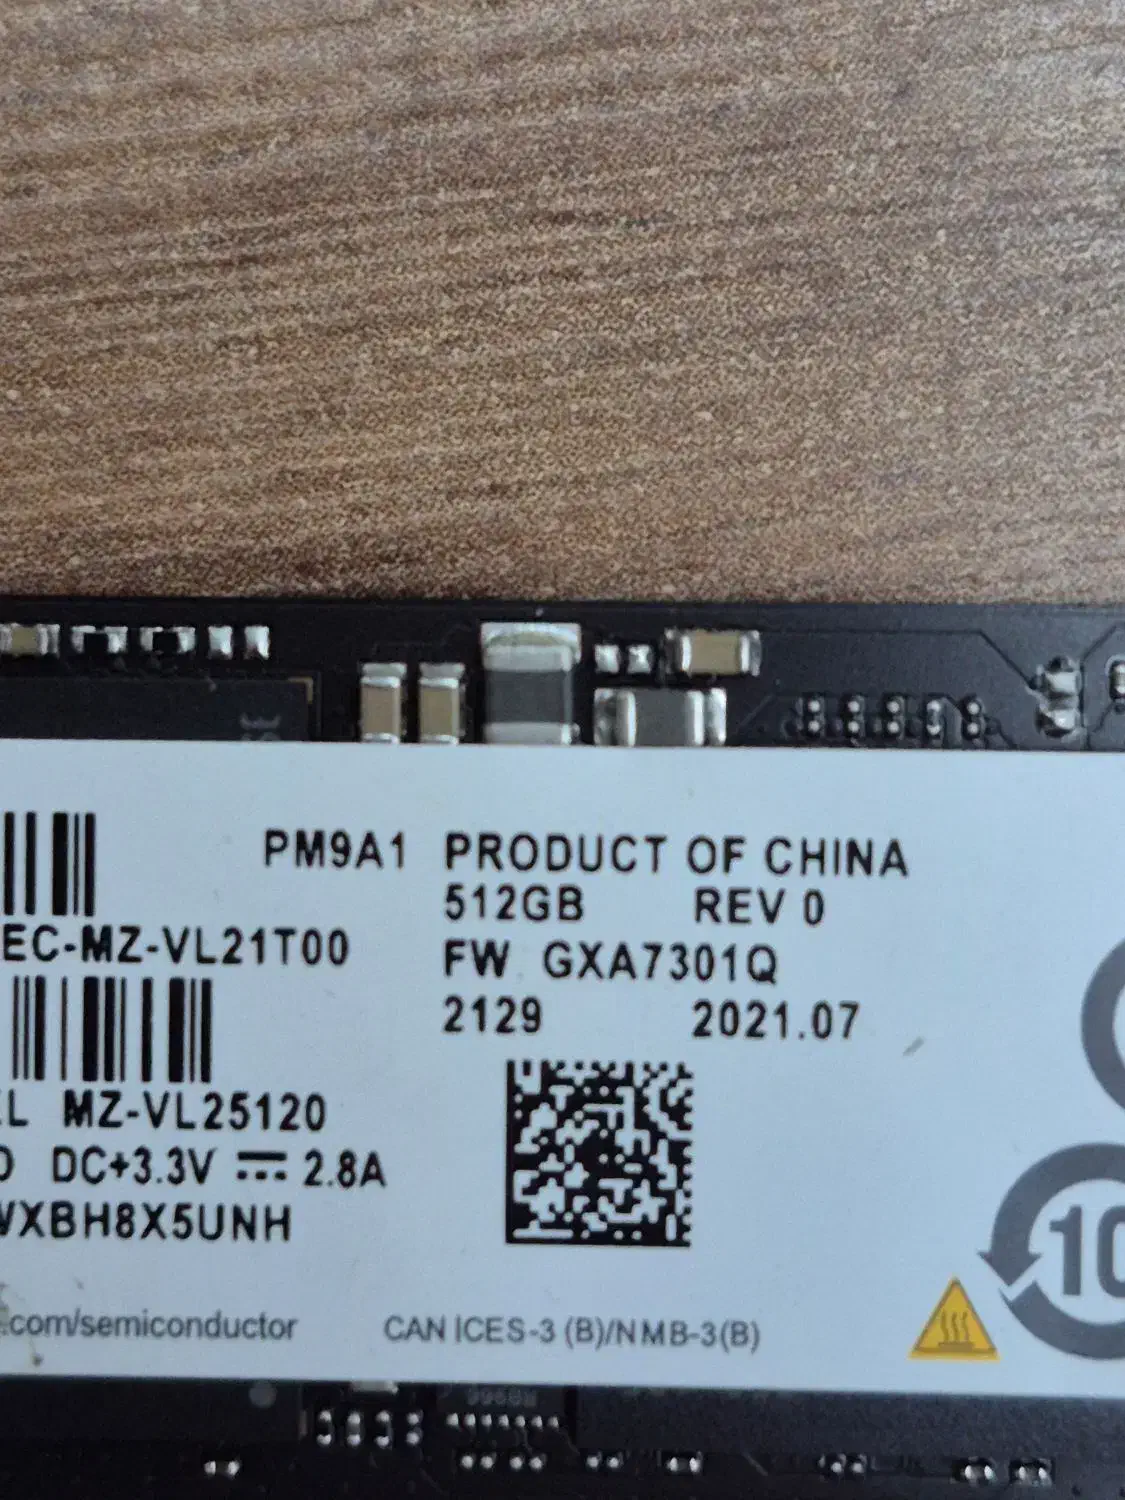 PM9A1 PRODUCT OF CHINA
512GB REV 0
EC-MZ-VL21T00
FW GXA7301Q
2129 2021.07
MZ-VL25120
DC+3.3V ⎓ 2.8A
VXBH8X5UNH
.com/semiconductor
CAN ICES-3 (B)/NMB-3(B)
10